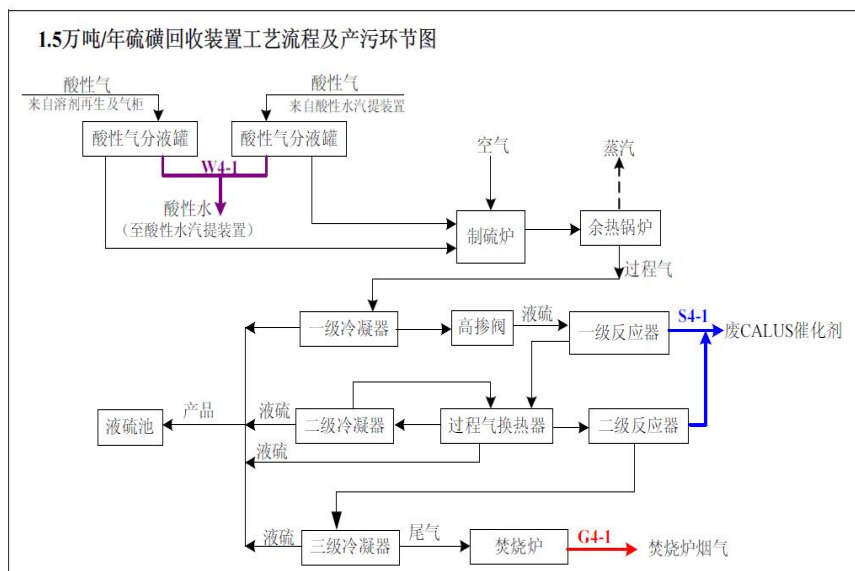 1.5万吨/年硫磺回收装置工艺流程及产污环节图
酸性气
来自溶剂再生及气柜
酸性气
来自酸性水汽提装置
酸性气分液罐
酸性气分液罐
W4-1
酸性水
（至酸性水汽提装置）
空气
蒸汽
制硫炉
余热锅炉
过程气
一级冷凝器
高掺阀
液硫
一级反应器
S4-1
废CALUS催化剂
液硫池
产品
液硫
二级冷凝器
过程气换热器
二级反应器
液硫
液硫
三级冷凝器
尾气
焚烧炉
G4-1
焚烧炉烟气